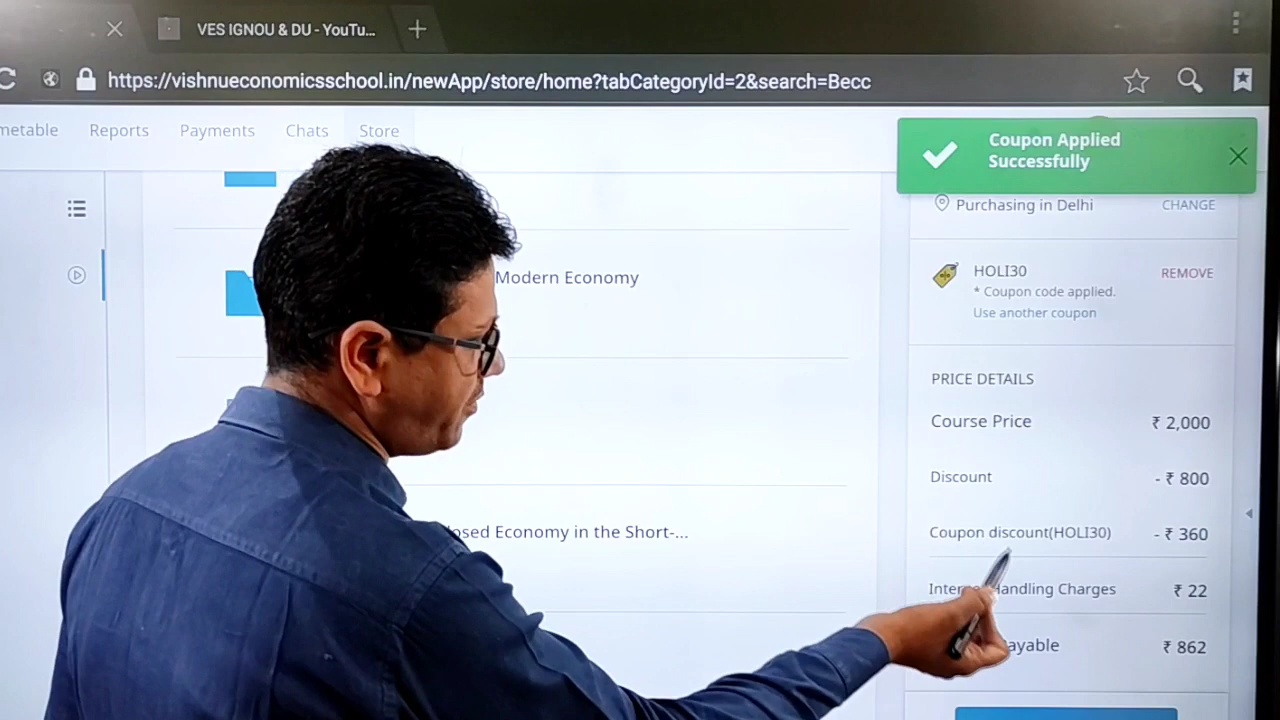 VES IGNOU & DU - YouTu...
https://vishnueconomicsschool.in/newApp/store/home?tabCategoryId=2&search=Becc
metable Reports Payments Chats Store
Coupon Applied
Successfully
Purchasing in Delhi CHANGE
HOLI30 REMOVE
* Coupon code applied.
Use another coupon
Modern Economy
PRICE DETAILS
Course Price ₹ 2,000
Discount - ₹ 800
Coupon discount(HOLI30) - ₹ 360
losed Economy in the Short-...
Handling Charges ₹ 22
ayable ₹ 862